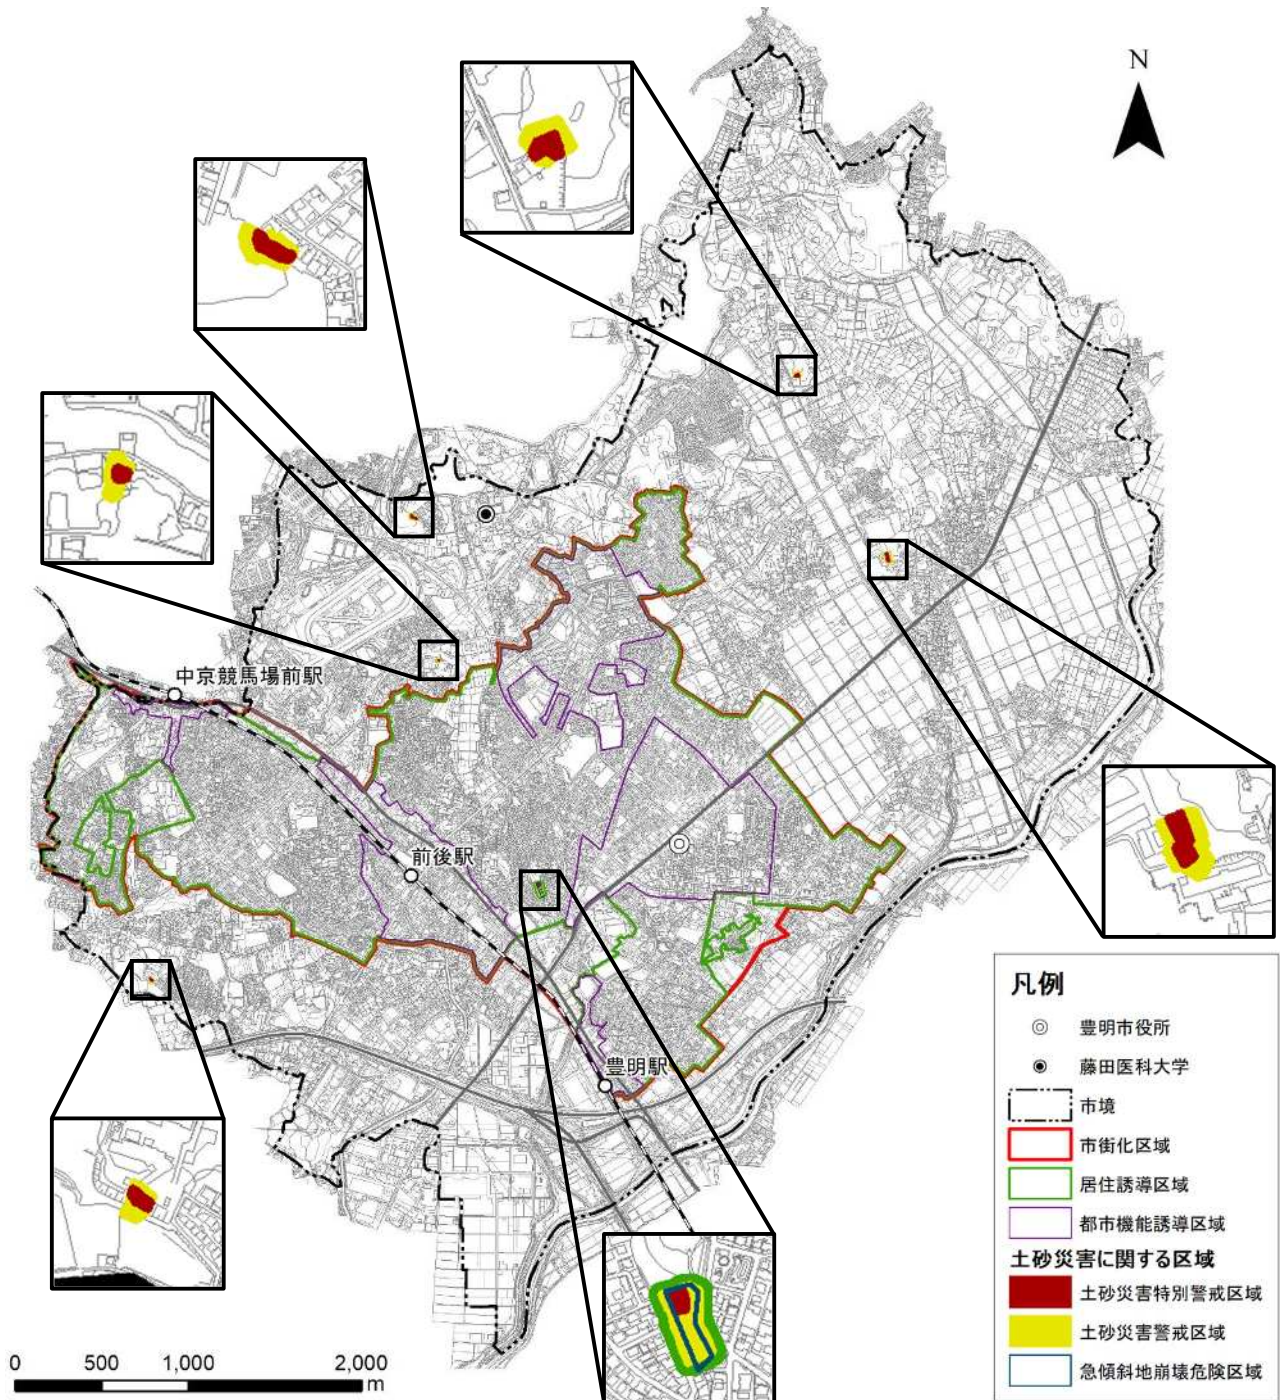 N
中京競馬場前駅
前後駅
豊明駅
凡例
豊明市役所
藤田医科大学
市境
市街化区域
居住誘導区域
都市機能誘導区域
土砂災害に関する区域
土砂災害特別警戒区域
土砂災害警戒区域
急傾斜地崩壊危険区域
0 500 1,000 2,000
m